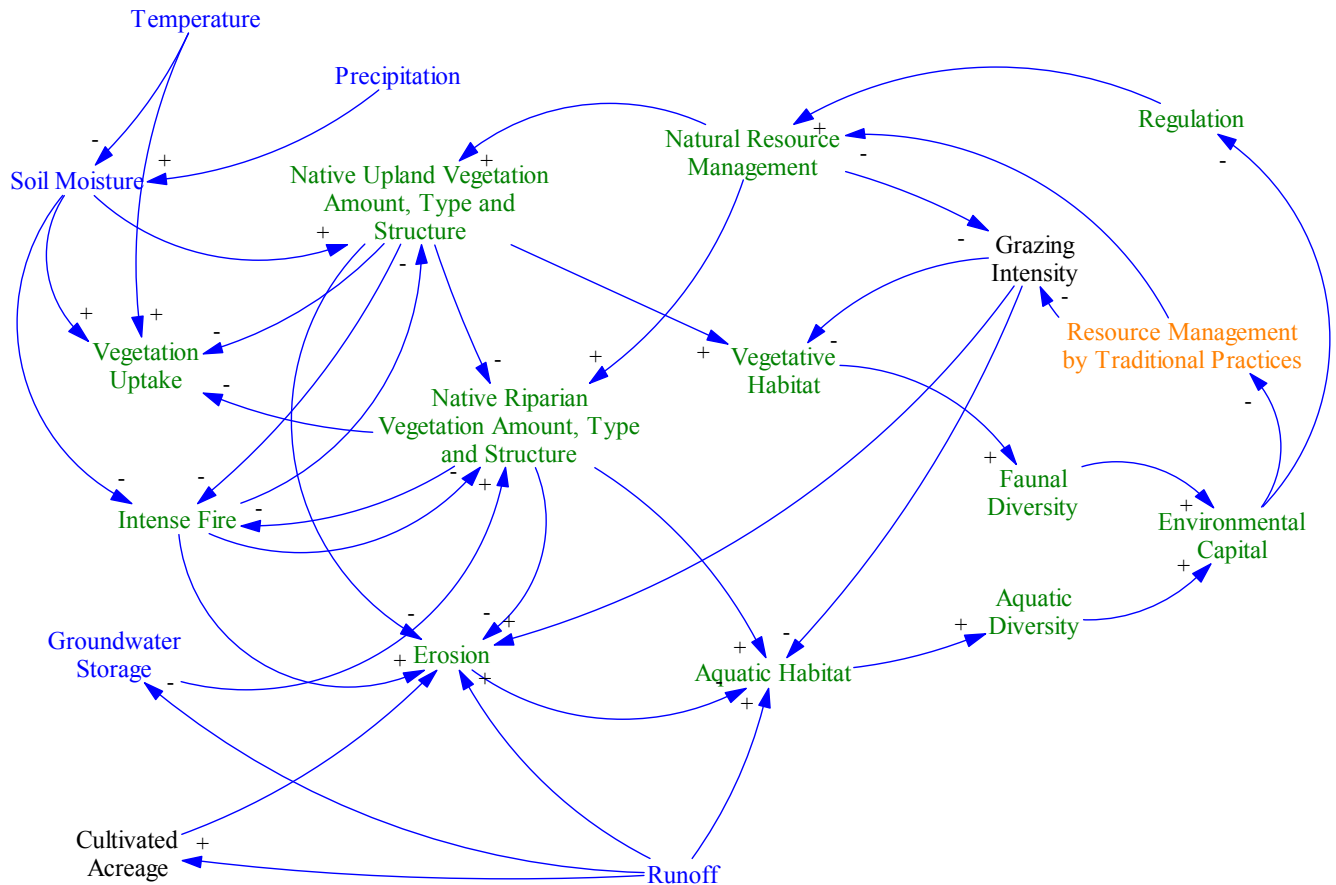 Temperature
Precipitation
Regulation
Natural Resource
Management
Soil Moisture
Native Upland Vegetation
Amount, Type and
Structure
Grazing
Intensity
Resource Management
by Traditional Practices
Vegetation
Uptake
Vegetative
Habitat
Native Riparian
Vegetation Amount, Type
and Structure
Faunal
Diversity
Intense Fire
Environmental
Capital
Aquatic
Diversity
Groundwater
Storage
Erosion
Aquatic Habitat
Cultivated
Acreage
Runoff